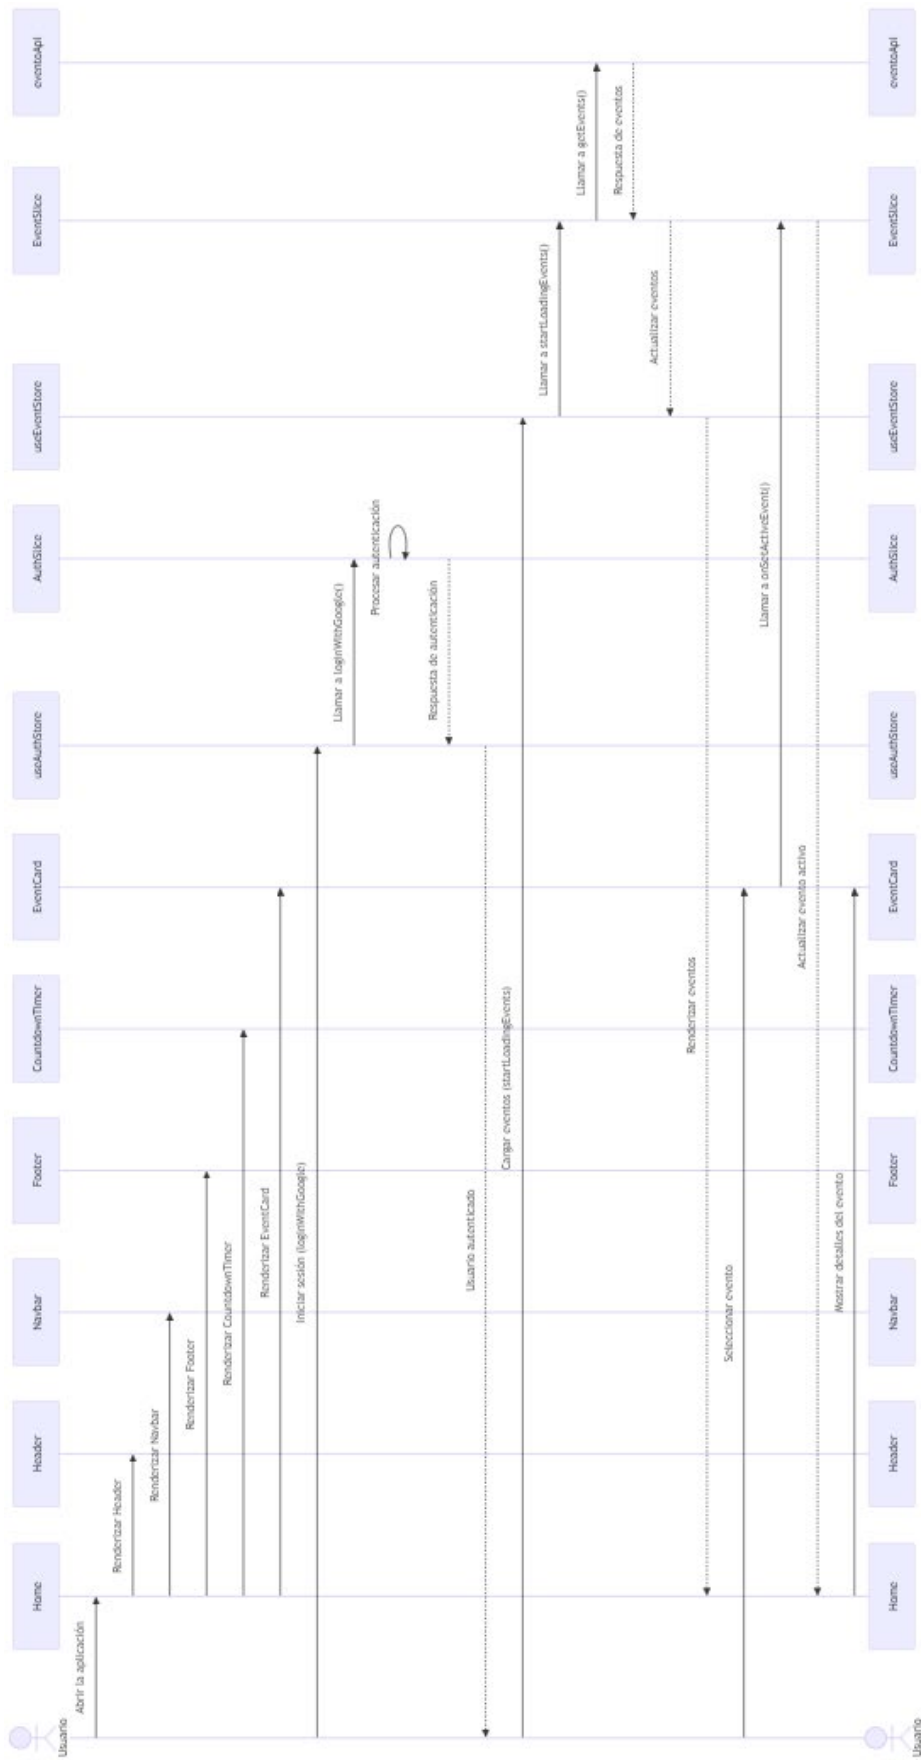 Usuario
Home
Header
Navbar
Footer
CountdownTimer
EventCard
useAuthStore
AuthSlice
useEventStore
EventSlice
eventoApi
Abrir la aplicación
Renderizar Header
Renderizar Navbar
Renderizar Footer
Renderizar CountdownTimer
Renderizar EventCard
Iniciar sesión (loginWithGoogle)
Llamar a loginWithGoogle()
Procesar autenticación
Respuesta de autenticación
Usuario autenticado
Cargar eventos (startLoadingEvents)
Llamar a startLoadingEvents()
Llamar a getEvents()
Respuesta de eventos
Actualizar eventos
Renderizar eventos
Seleccionar evento
Llamar a onSetActiveEvent()
Actualizar evento activo
Mostrar detalles del evento
Usuario
Home
Header
Navbar
Footer
CountdownTimer
EventCard
useAuthStore
AuthSlice
useEventStore
EventSlice
eventoApi